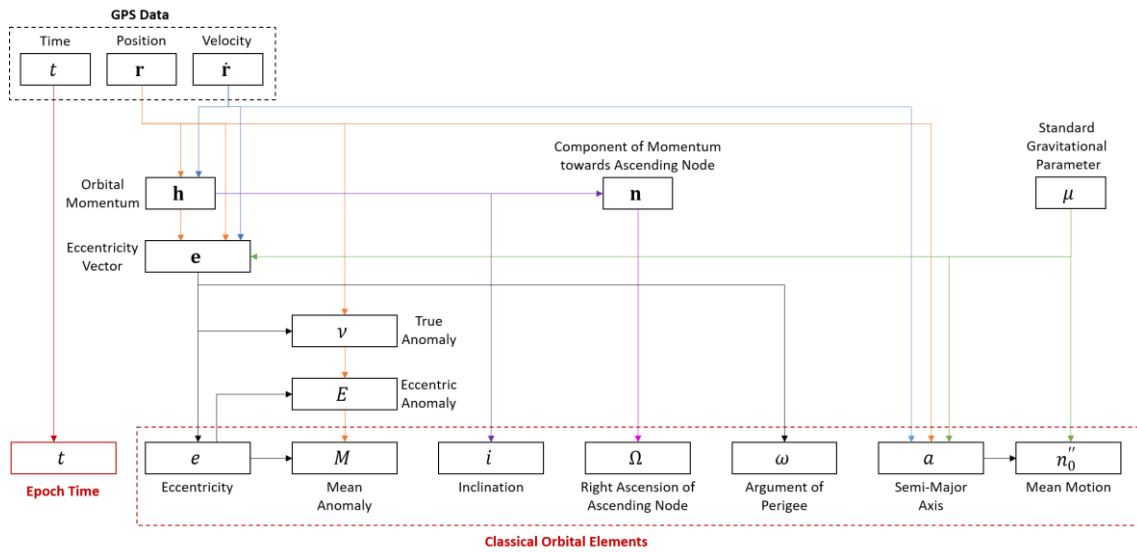 GPS Data
Time
Position
Velocity
t
r
ṙ
Standard
Gravitational
Parameter
Component of Momentum
towards Ascending Node
Orbital
Momentum
h
n
μ
Eccentricity
Vector
e
ν
True
Anomaly
E
Eccentric
Anomaly
t
e
M
i
Ω
ω
a
n₀″
Epoch Time
Eccentricity
Mean
Anomaly
Inclination
Right Ascension of
Ascending Node
Argument of
Perigee
Semi-Major
Axis
Mean Motion
Classical Orbital Elements